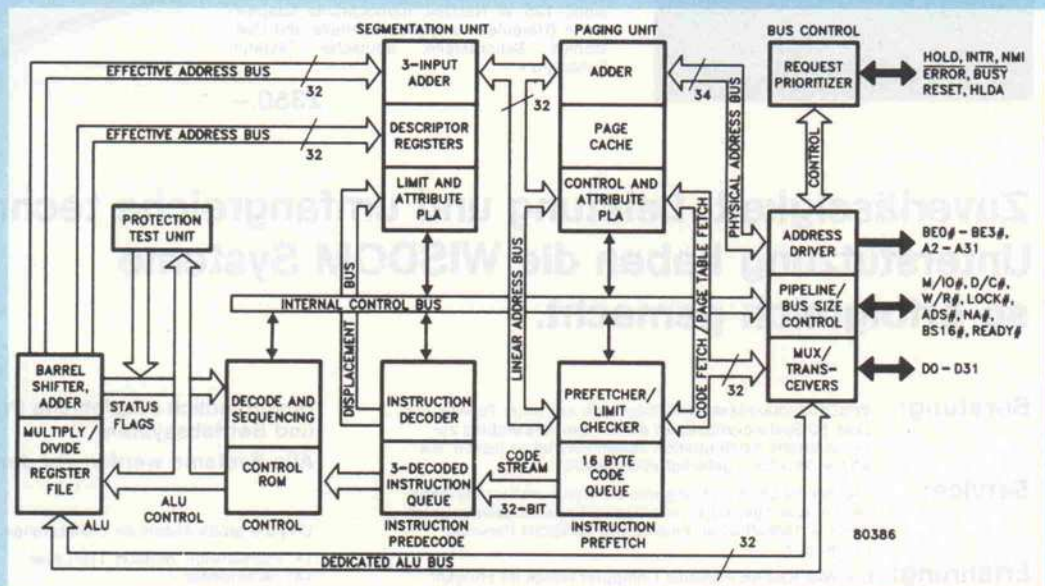 SEGMENTATION UNIT
3-INPUT
ADDER
DESCRIPTOR
REGISTERS
LIMIT AND
ATTRIBUTE
PLA
PAGING UNIT
ADDER
PAGE
CACHE
CONTROL AND
ATTRIBUTE
PLA
BUS CONTROL
REQUEST
PRIORITIZER
HOLD, INTR, NMI
ERROR, BUSY
RESET, HLDA
EFFECTIVE ADDRESS BUS
32
EFFECTIVE ADDRESS BUS
32
32
34
PHYSICAL ADDRESS BUS
CONTROL
ADDRESS
DRIVER
BE0# - BE3#,
A2 - A31
PIPELINE/
BUS SIZE
CONTROL
M/IO#, D/C#,
W/R#, LOCK#,
ADS#, NA#,
BS16#, READY#
MUX/
TRANS-
CEIVERS
D0 - D31
PROTECTION
TEST UNIT
INTERNAL CONTROL BUS
DISPLACEMENT BUS
LINEAR ADDRESS BUS
CODE FETCH/PAGE TABLE FETCH
32
BARREL
SHIFTER,
ADDER
MULTIPLY/
DIVIDE
REGISTER
FILE
ALU
STATUS
FLAGS
ALU
CONTROL
DECODE AND
SEQUENCING
CONTROL
ROM
CONTROL
INSTRUCTION
DECODER
3-DECODED
INSTRUCTION
QUEUE
INSTRUCTION
PREDECODE
CODE
STREAM
32-BIT
PREFETCHER/
LIMIT
CHECKER
16 BYTE
CODE
QUEUE
INSTRUCTION
PREFETCH
32
DEDICATED ALU BUS
80386